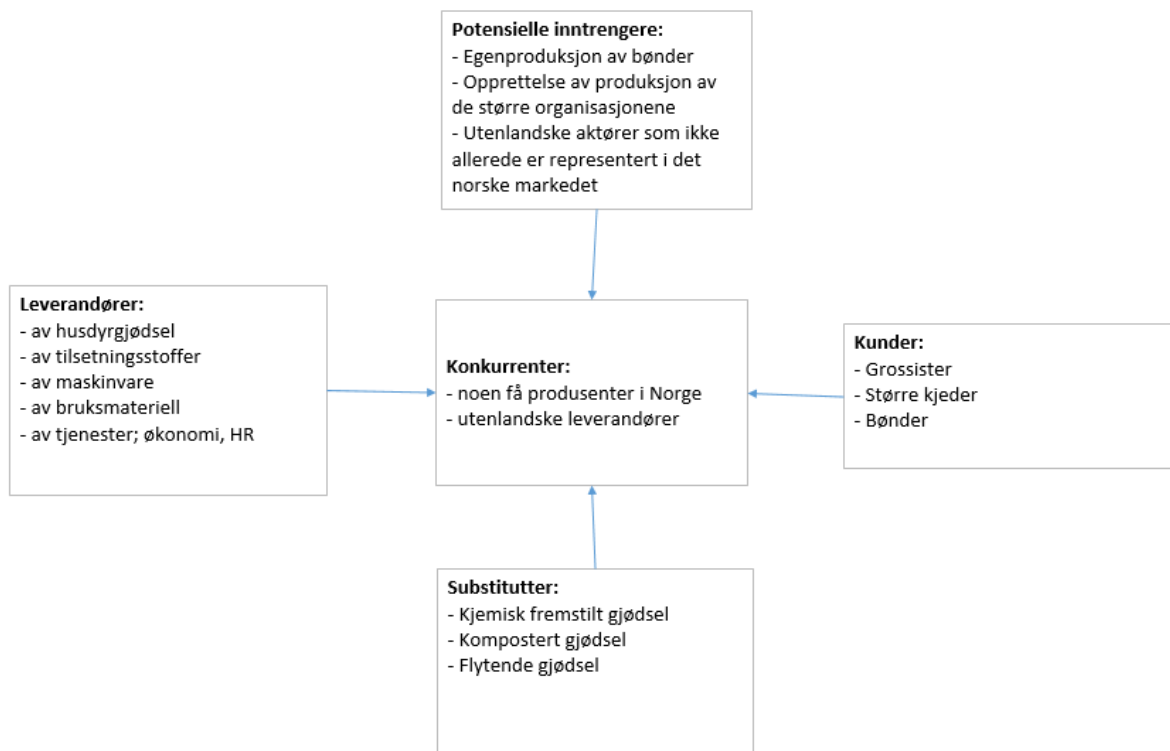 Potensielle inntrengere:
- Egenproduksjon av bønder
- Opprettelse av produksjon av
de større organisasjonene
- Utenlandske aktører som ikke
allerede er representert i det
norske markedet
Leverandører:
- av husdyrgjødsel
- av tilsetningsstoffer
- av maskinvare
- av bruksmateriell
- av tjenester; økonomi, HR
Konkurrenter:
- noen få produsenter i Norge
- utenlandske leverandører
Kunder:
- Grossister
- Større kjeder
- Bønder
Substitutter:
- Kjemisk fremstilt gjødsel
- Kompostert gjødsel
- Flytende gjødsel